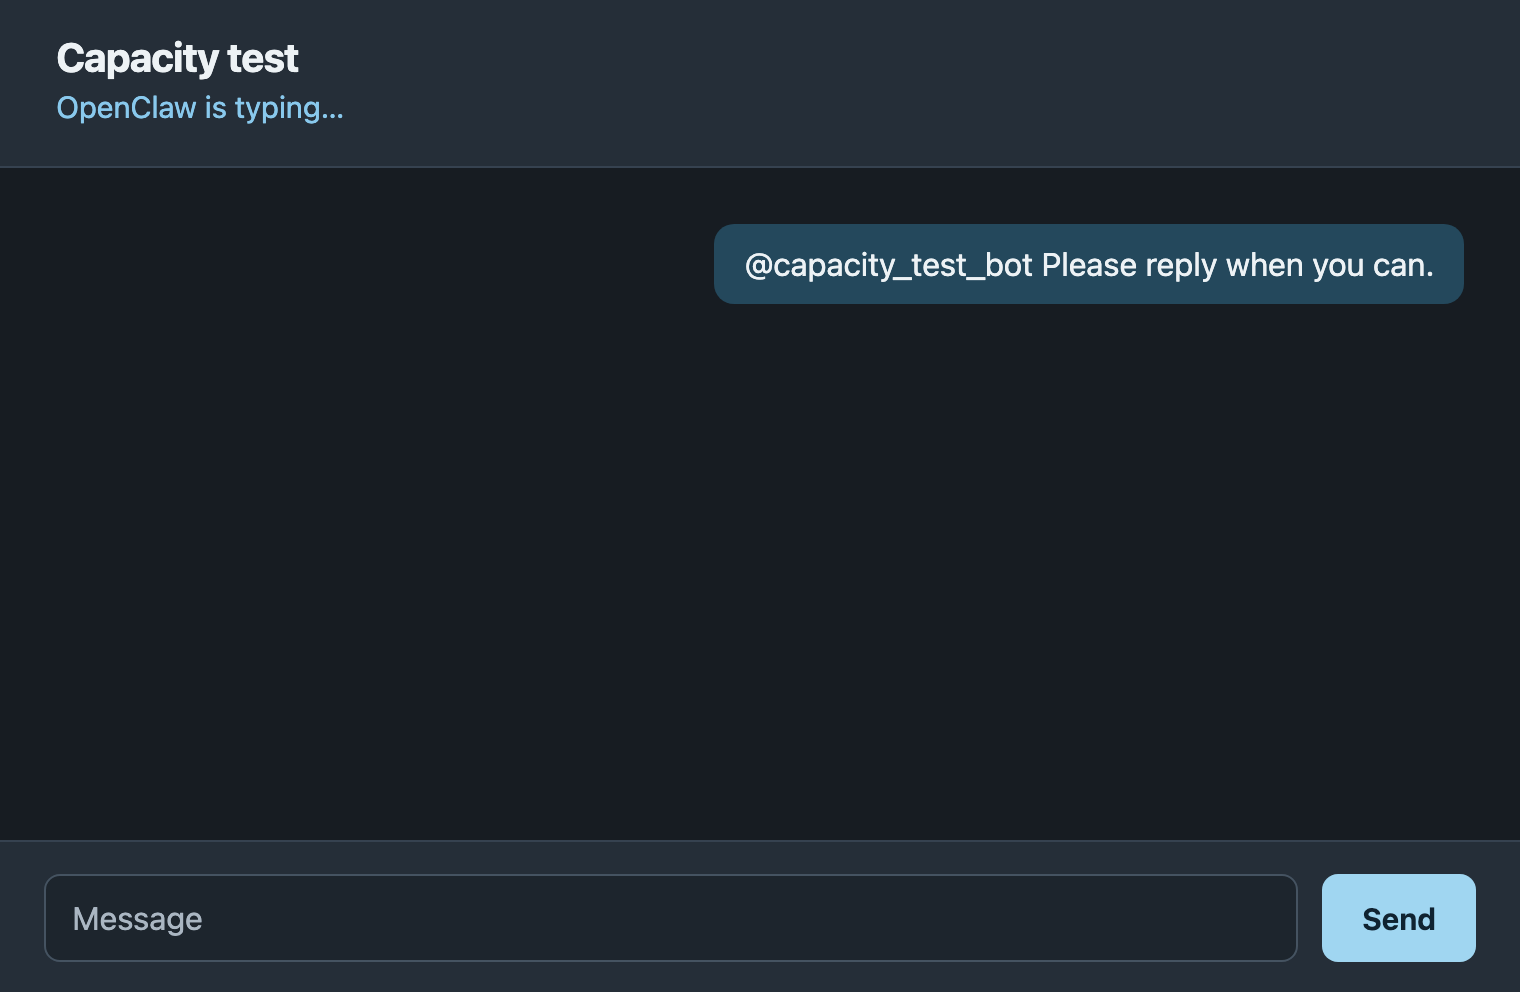 Capacity test
OpenClaw is typing...
@capacity_test_bot Please reply when you can.
Message
Send